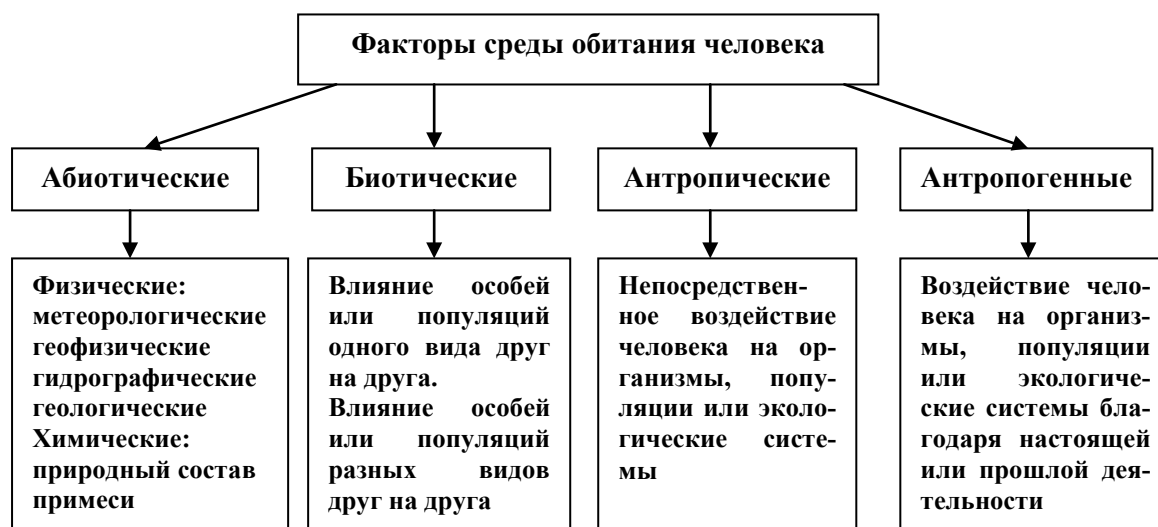 Факторы среды обитания человека
Абиотические
Биотические
Антропические
Антропогенные
Физические:
метеорологические
геофизические
гидрографические
геологические
Химические:
природный состав
примеси
Влияние особей
или популяций
одного вида друг
на друга.
Влияние особей
или популяций
разных видов
друг на друга
Непосредствен-
ное воздействие
человека на ор-
ганизмы, попу-
ляции или эколо-
гические систе-
мы
Воздействие чело-
века на организ-
мы, популяции
или экологиче-
ские системы бла-
годаря настоящей
или прошлой дея-
тельности